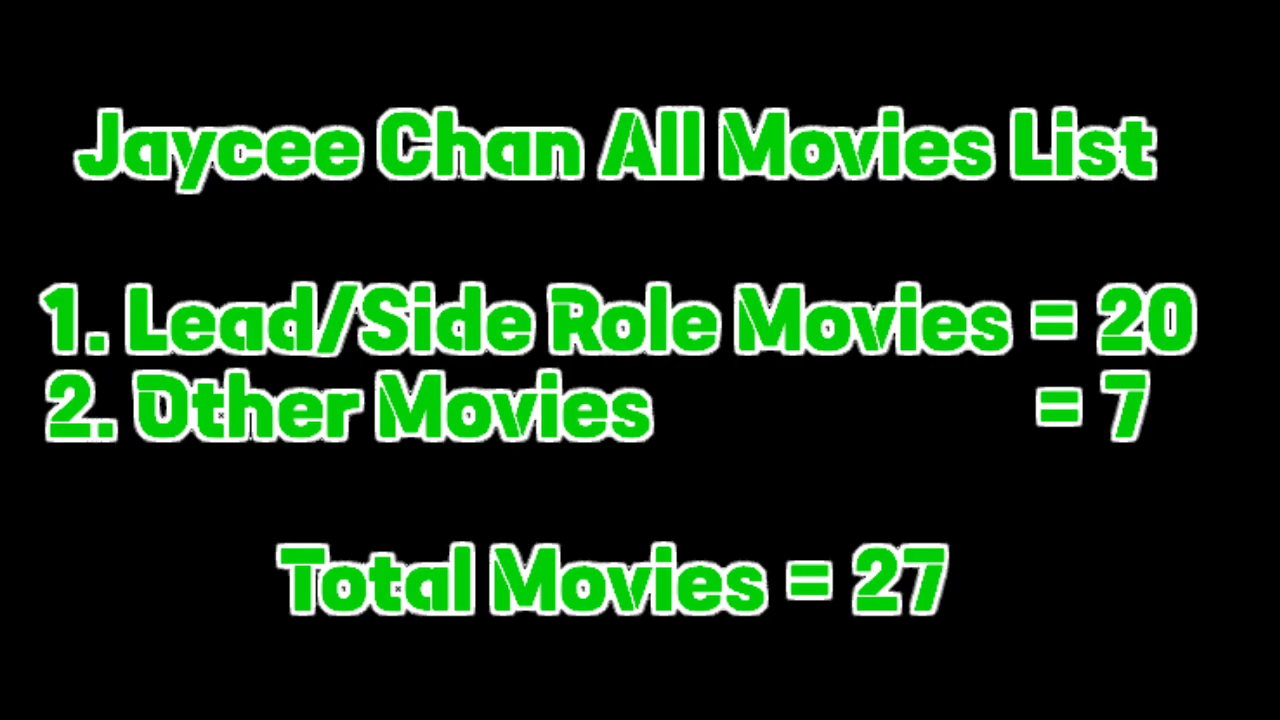 Jaycee Chan All Movies List
1. Lead/Side Role Movies = 20
2. Other Movies = 7
Total Movies = 27